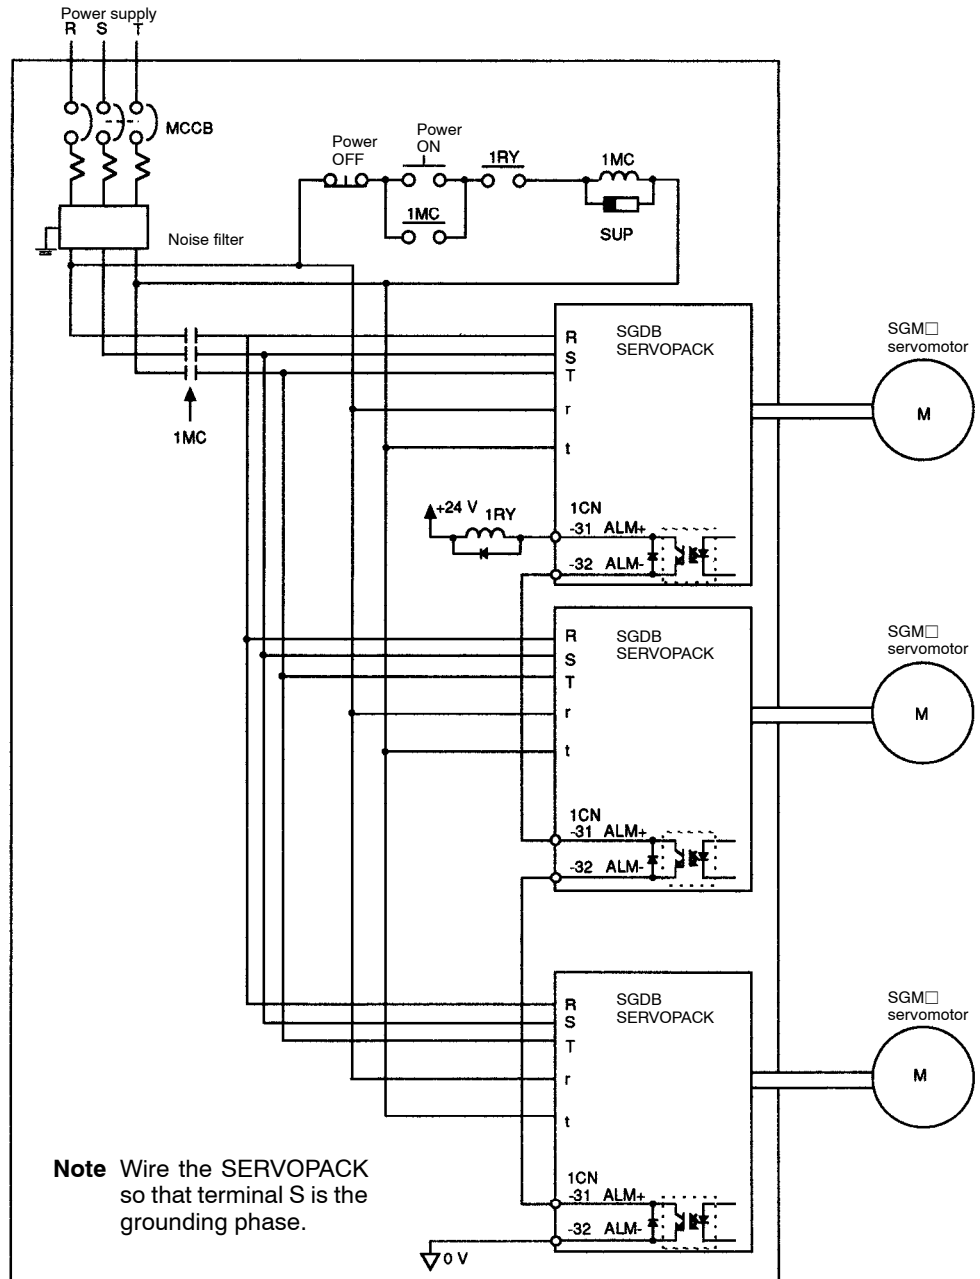 Power supply
R S T
MCCB
Power OFF
Power ON
1RY
1MC
1MC
SUP
Noise filter
1MC
SGDB
SERVOPACK
R
S
T
r
t
+24 V
1RY
1CN
-31 ALM+
-32 ALM-
SGM□
servomotor
M
SGDB
SERVOPACK
R
S
T
r
t
1CN
-31 ALM+
-32 ALM-
SGM□
servomotor
M
SGDB
SERVOPACK
R
S
T
r
t
1CN
-31 ALM+
-32 ALM-
0 V
SGM□
servomotor
M
Note Wire the SERVOPACK
so that terminal S is the
grounding phase.